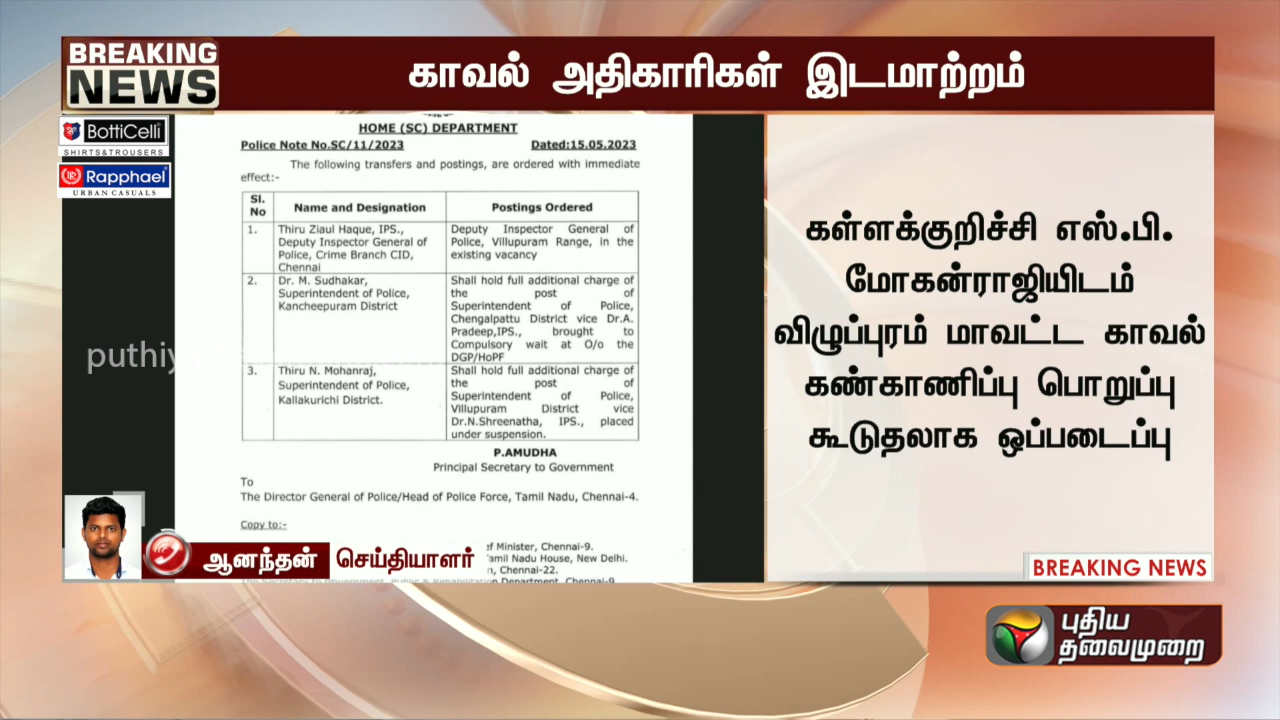 BREAKING
NEWS
காவல் அதிகாரிகள் இடமாற்றம்
BOTTICELLI
SHIRTS&TROUSERS
Rapphael
URBAN CASUALS
HOME (SC) DEPARTMENT
Police Note No.SC/11/2023 Dated:15.05.2023
The following transfers and postings, are ordered with immediate
effect:-
Sl. No Name and Designation Postings Ordered
1. Thiru Ziaul Haque, IPS.,
Deputy Inspector General of
Police, Crime Branch CID,
Chennai
Deputy Inspector General of
Police, Villupuram Range, in the
existing vacancy
2. Dr. M. Sudhakar,
Superintendent of Police,
Kancheepuram District
Shall hold full additional charge of
the post of
Superintendent of Police,
Chengalpattu District vice Dr.A.
Pradeep,IPS., brought to
Compulsory wait at O/o the
DGP/HoPF
3. Thiru N. Mohanraj,
Superintendent of Police,
Kallakurichi District.
Shall hold full additional charge of
the post of
Superintendent of Police,
Villupuram District vice
Dr.N.Shreenatha, IPS., placed
under suspension.
P.AMUDHA
Principal Secretary to Government
To
The Director General of Police/Head of Police Force, Tamil Nadu, Chennai-4.
Copy to:-
Minister, Chennai-9.
Nadu House, New Delhi.
Chennai-22.
Department, Chennai-9
கள்ளக்குறிச்சி எஸ்.பி.
மோகன்ராஜியிடம்
விழுப்புரம் மாவட்ட காவல்
கண்காணிப்பு பொறுப்பு
கூடுதலாக ஒப்படைப்பு
ஆனந்தன் செய்தியாளர்
BREAKING NEWS
புதிய
தலைமுறை